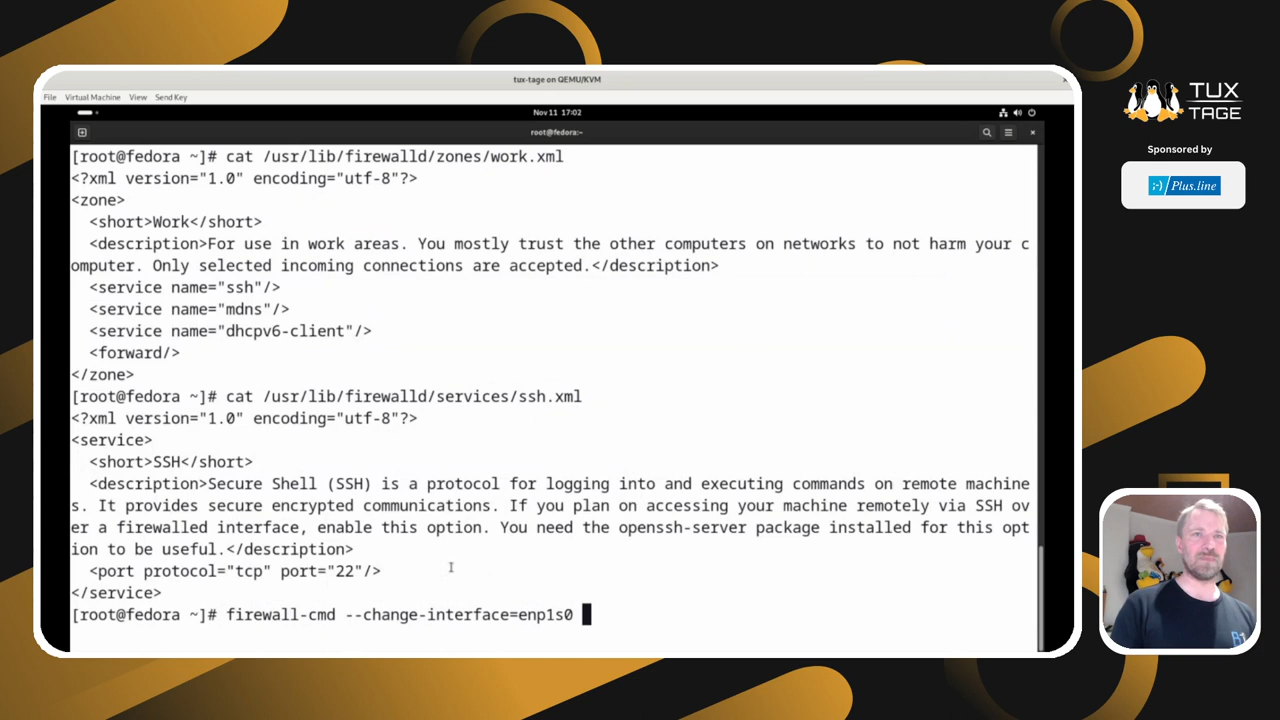 tux-tage on QEMU/KVM
File Virtual Machine View Send Key
Nov 11 17:02
root@fedora:~
[root@fedora ~]# cat /usr/lib/firewalld/zones/work.xml
<?xml version="1.0" encoding="utf-8"?>
<zone>
  <short>Work</short>
  <description>For use in work areas. You mostly trust the other computers on networks to not harm your c
omputer. Only selected incoming connections are accepted.</description>
  <service name="ssh"/>
  <service name="mdns"/>
  <service name="dhcpv6-client"/>
  <forward/>
</zone>
[root@fedora ~]# cat /usr/lib/firewalld/services/ssh.xml
<?xml version="1.0" encoding="utf-8"?>
<service>
  <short>SSH</short>
  <description>Secure Shell (SSH) is a protocol for logging into and executing commands on remote machine
s. It provides secure encrypted communications. If you plan on accessing your machine remotely via SSH ov
er a firewalled interface, enable this option. You need the openssh-server package installed for this opt
ion to be useful.</description>
  <port protocol="tcp" port="22"/>
</service>
[root@fedora ~]# firewall-cmd --change-interface=enp1s0
TUX
TAGE
Sponsored by
;-) Plus.line